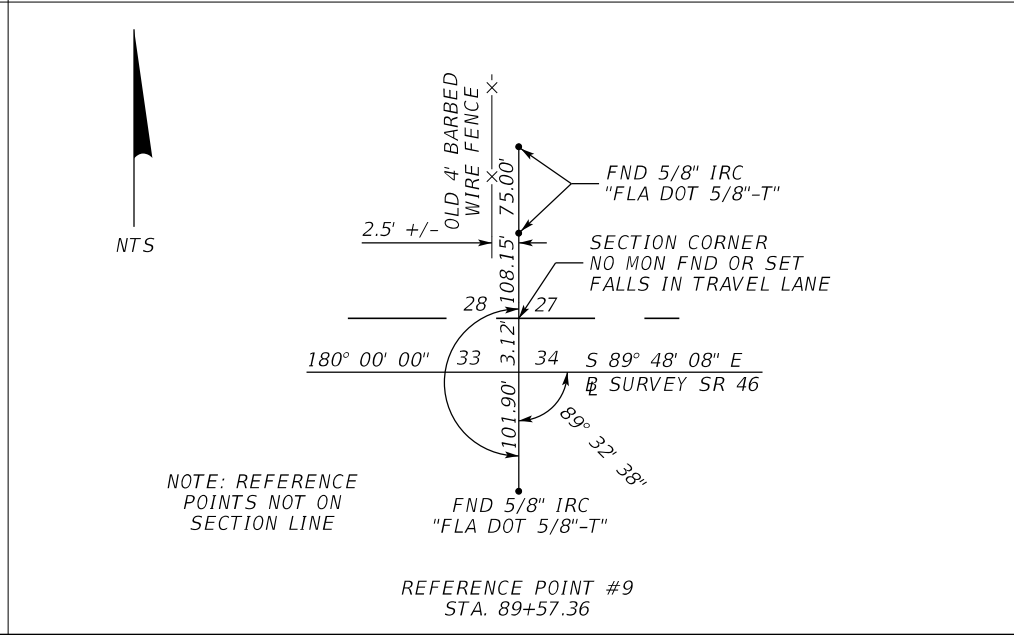 OLD 4' BARBED
WIRE FENCE
75.00'
FND 5/8" IRC
"FLA DOT 5/8"-T"
NTS
2.5' +/-
108.15'
SECTION CORNER
NO MON FND OR SET
FALLS IN TRAVEL LANE
28
27
3.12'
180° 00' 00"
33
34
S 89° 48' 08" E
BL SURVEY SR 46
101.90'
89° 32' 38"
NOTE: REFERENCE
POINTS NOT ON
SECTION LINE
FND 5/8" IRC
"FLA DOT 5/8"-T"
REFERENCE POINT #9
STA. 89+57.36